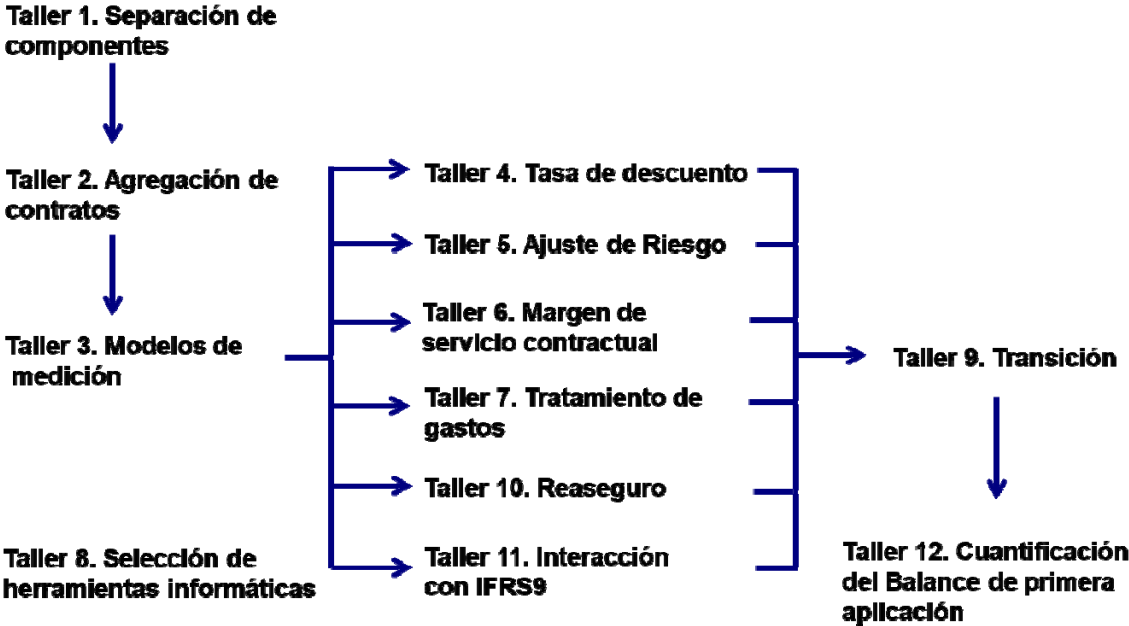 Taller 1. Separación de
componentes
Taller 2. Agregación de
contratos
Taller 3. Modelos de
medición
Taller 8. Selección de
herramientas informáticas
Taller 4. Tasa de descuento
Taller 5. Ajuste de Riesgo
Taller 6. Margen de
servicio contractual
Taller 7. Tratamiento de
gastos
Taller 10. Reaseguro
Taller 11. Interacción
con IFRS9
Taller 9. Transición
Taller 12. Cuantificación
del Balance de primera
aplicación